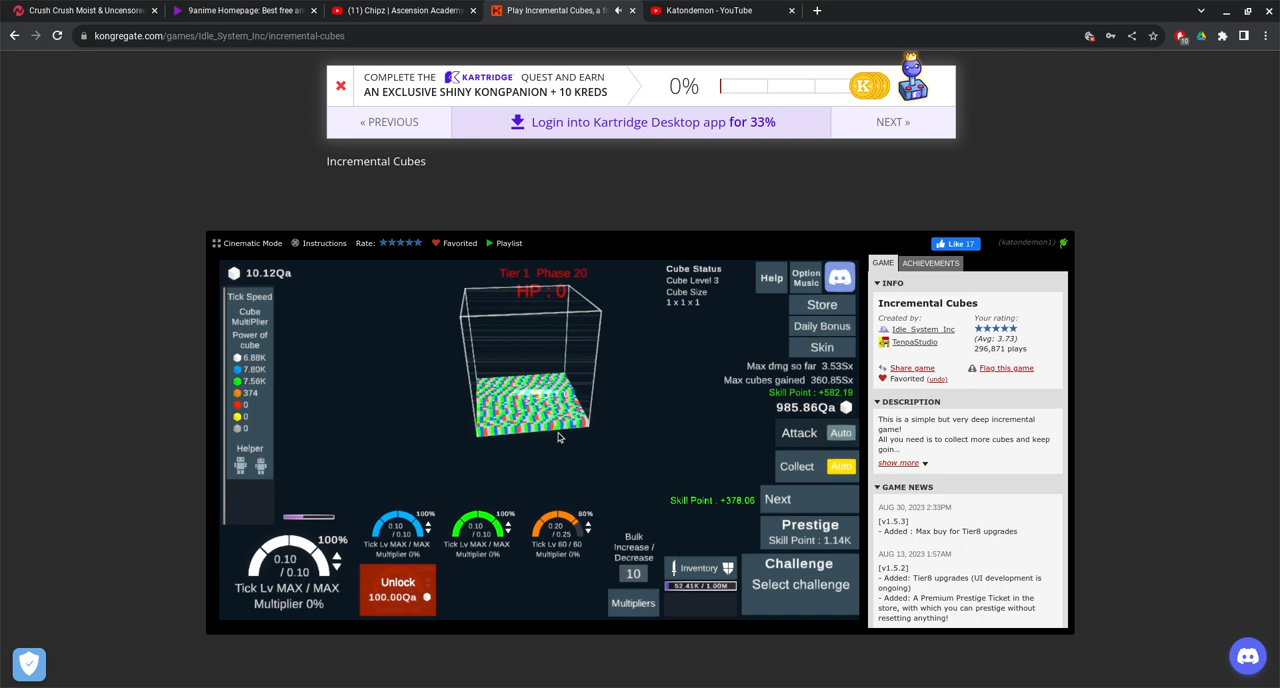 Crush Crush Moist & Uncensored
9anime Homepage: Best free an
(11) Chipz | Ascension Academy
Play Incremental Cubes, a f
Katondemon - YouTube
kongregate.com/games/Idle_System_Inc/incremental-cubes
10
COMPLETE THE KARTRIDGE QUEST AND EARN
AN EXCLUSIVE SHINY KONGPANION + 10 KREDS
0%
« PREVIOUS
Login into Kartridge Desktop app for 33%
NEXT »
Incremental Cubes
Cinematic Mode
Instructions
Rate:
Favorited
Playlist
Like 17
(katondemon1)
10.12Qa
Tick Speed
Cube
MultiPlier
Power of
cube
6.88K
7.80K
7.56K
374
0
0
0
Helper
Tier 1 Phase 20
HP : 0
Cube Status
Cube Level 3
Cube Size
1 x 1 x 1
Help
Option
Music
Store
Daily Bonus
Skin
Max dmg so far 3.53Sx
Max cubes gained 360.85Sx
Skill Point : +582.19
985.86Qa
Attack
Auto
Collect
Auto
Skill Point : +378.06
Next
Prestige
Skill Point : 1.14K
Challenge
Select challenge
100%
0.10
/ 0.10
Tick Lv MAX / MAX
Multiplier 0%
100%
0.10
/ 0.10
Tick Lv MAX / MAX
Multiplier 0%
100%
0.10
/ 0.10
Tick Lv MAX / MAX
Multiplier 0%
80%
0.20
/ 0.25
Tick Lv 60 / 60
Multiplier 0%
Unlock
100.00Qa
Bulk
Increase /
Decrease
10
Multipliers
Inventory
52.41K / 1.00M
GAME
ACHIEVEMENTS
INFO
Incremental Cubes
Created by:
Idle_System_Inc
TenpaStudio
Your rating:
(Avg: 3.73)
296,871 plays
Share game
Flag this game
Favorited (undo)
DESCRIPTION
This is a simple but very deep incremental
game!
All you need is to collect more cubes and keep
goin...
show more
GAME NEWS
AUG 30, 2023 2:33PM
[v1.5.3]
- Added : Max buy for Tier8 upgrades
AUG 13, 2023 1:57AM
[v1.5.2]
- Added: Tier8 upgrades (UI development is
ongoing)
- Added: A Premium Prestige Ticket in the
store, with which you can prestige without
resetting anything!